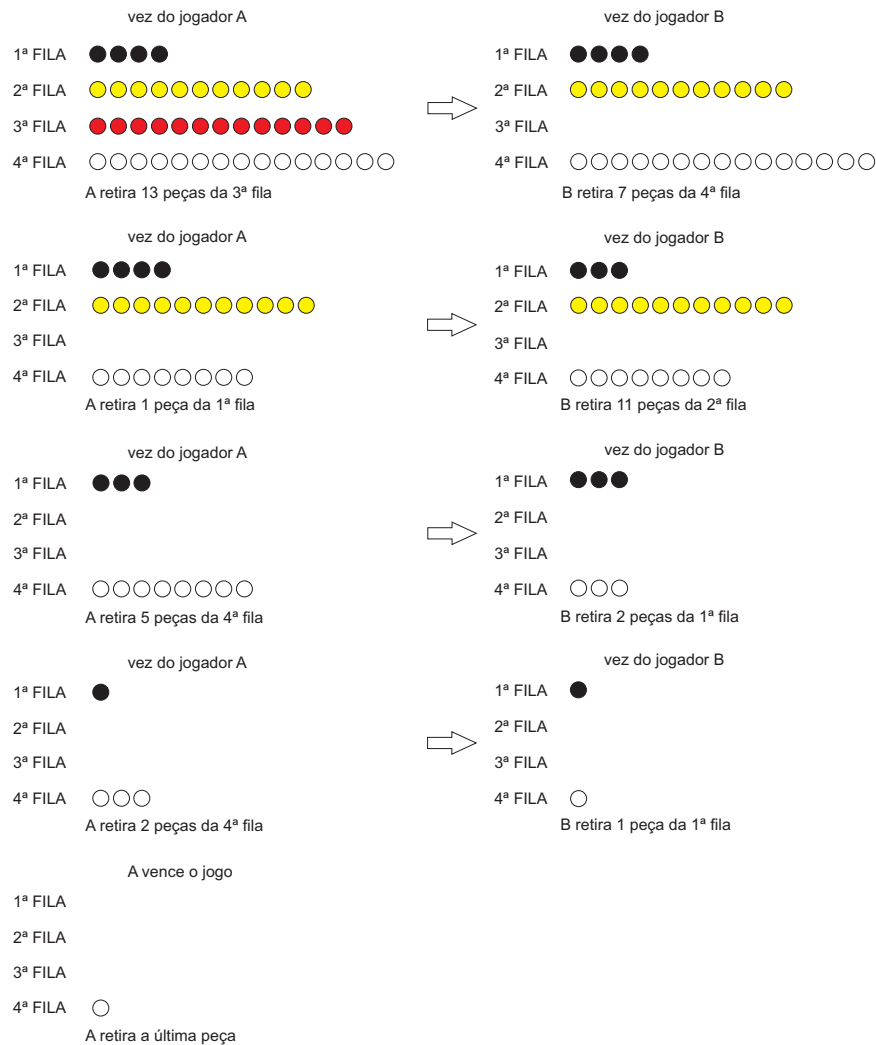 vez do jogador A
1ª FILA
2ª FILA
3ª FILA
4ª FILA
A retira 13 peças da 3ª fila
vez do jogador B
1ª FILA
2ª FILA
3ª FILA
4ª FILA
B retira 7 peças da 4ª fila
vez do jogador A
1ª FILA
2ª FILA
3ª FILA
4ª FILA
A retira 1 peça da 1ª fila
vez do jogador B
1ª FILA
2ª FILA
3ª FILA
4ª FILA
B retira 11 peças da 2ª fila
vez do jogador A
1ª FILA
2ª FILA
3ª FILA
4ª FILA
A retira 5 peças da 4ª fila
vez do jogador B
1ª FILA
2ª FILA
3ª FILA
4ª FILA
B retira 2 peças da 1ª fila
vez do jogador A
1ª FILA
2ª FILA
3ª FILA
4ª FILA
A retira 2 peças da 4ª fila
vez do jogador B
1ª FILA
2ª FILA
3ª FILA
4ª FILA
B retira 1 peça da 1ª fila
A vence o jogo
1ª FILA
2ª FILA
3ª FILA
4ª FILA
A retira a última peça